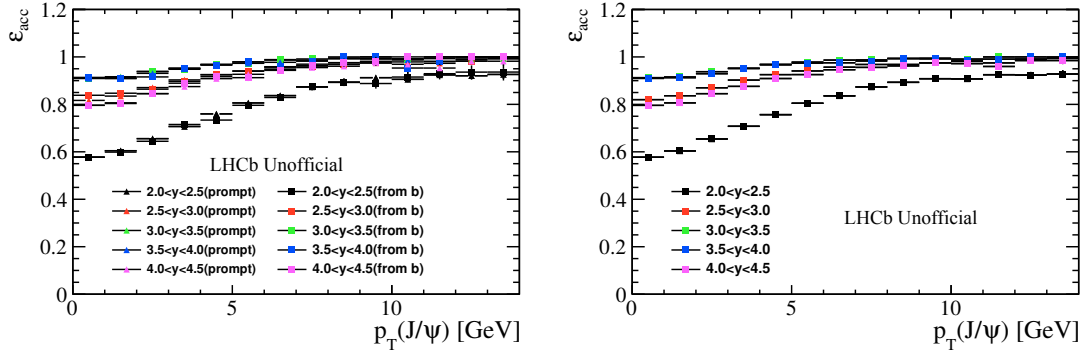 ε_acc
1.2
1
0.8
0.6
0.4
0.2
0
LHCb Unofficial
2.0<y<2.5(prompt)
2.0<y<2.5(from b)
2.5<y<3.0(prompt)
2.5<y<3.0(from b)
3.0<y<3.5(prompt)
3.0<y<3.5(from b)
3.5<y<4.0(prompt)
3.5<y<4.0(from b)
4.0<y<4.5(prompt)
4.0<y<4.5(from b)
0 5 10
p_T(J/ψ) [GeV]
ε_acc
1.2
1
0.8
0.6
0.4
0.2
0
2.0<y<2.5
2.5<y<3.0
3.0<y<3.5
3.5<y<4.0
4.0<y<4.5
LHCb Unofficial
0 5 10
p_T(J/ψ) [GeV]